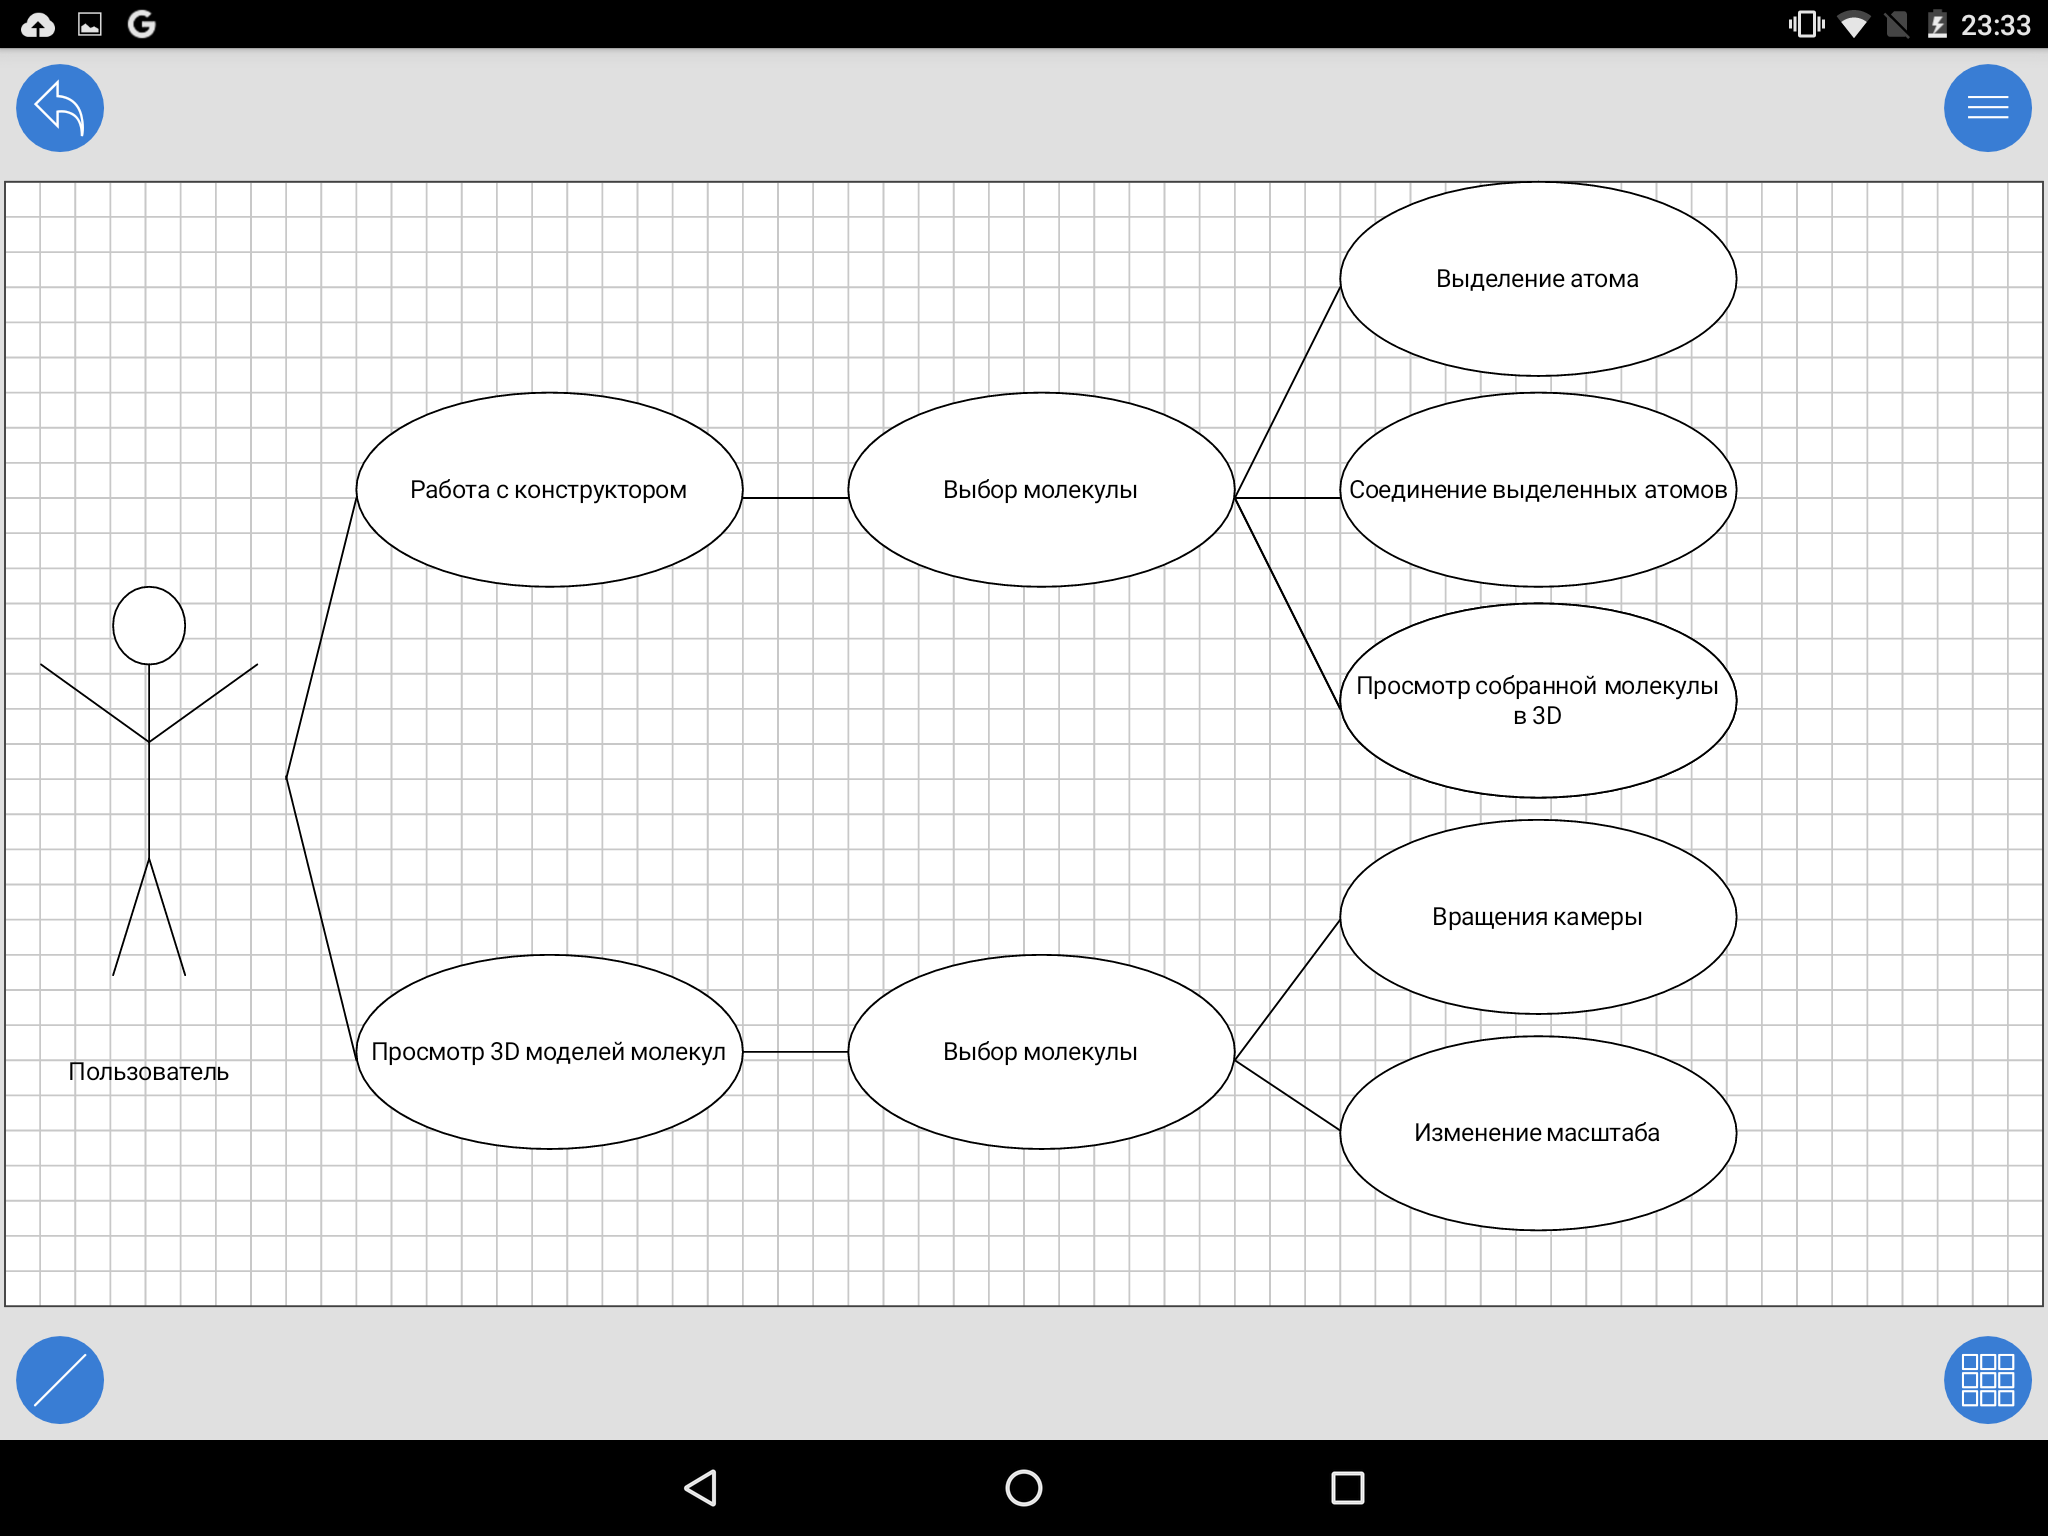 23:33
Выделение атома
Работа с конструктором
Выбор молекулы
Соединение выделенных атомов
Просмотр собранной молекулы
в 3D
Вращения камеры
Просмотр 3D моделей молекул
Выбор молекулы
Пользователь
Изменение масштаба